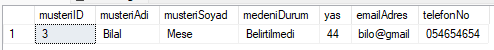 musteriID musteriAdi musteriSoyad medeniDurum yas emailAdres telefonNo
1 3 Bilal Mese Belirtilmedi 44 bilo@gmail 054654654